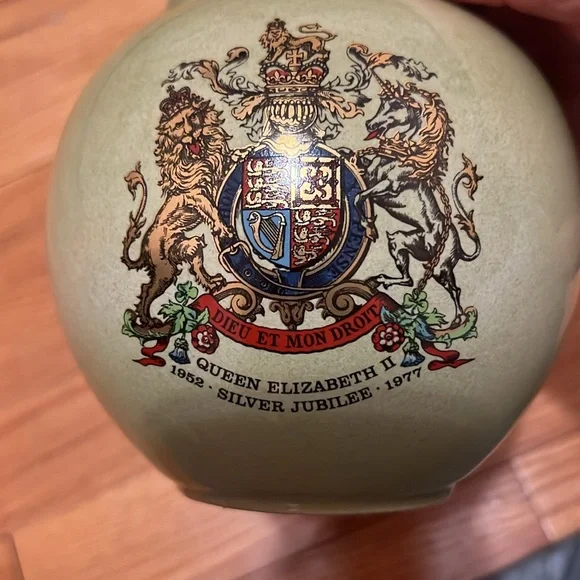 DIEU ET MON DROIT
QUEEN ELIZABETH II
1952 · SILVER JUBILEE · 1977